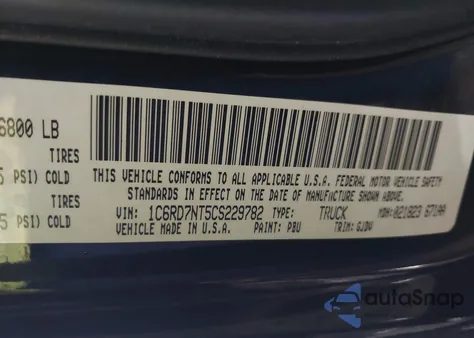 6800 LB
TIRES
PSI) COLD
TIRES
5 PSI) COLD
THIS VEHICLE CONFORMS TO ALL APPLICABLE U.S.A. FEDERAL MOTOR VEHICLE SAFETY
STANDARDS IN EFFECT ON THE DATE OF MANUFACTURE SHOWN ABOVE.
VIN: 1C6RD7NT5CS229782 TYPE: TRUCK MDH:
VEHICLE MADE IN U.S.A. PAINT: PBU TRIM:
autoSnap